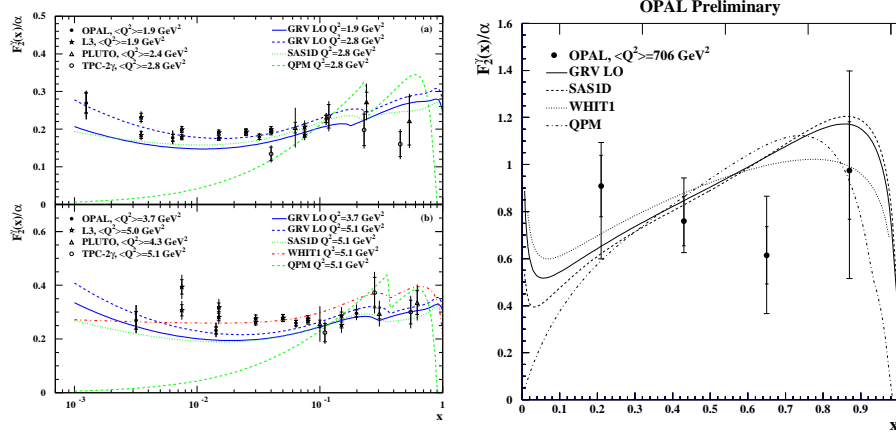 F₂ᵞ(x)/α
0.5
0.4
0.3
0.2
0.1
0
OPAL, <Q²>=1.9 GeV²
L3, <Q²>=1.9 GeV²
PLUTO, <Q²>=2.4 GeV²
TPC-2γ, <Q²>=2.8 GeV²
GRV LO Q²=1.9 GeV²
GRV LO Q²=2.8 GeV²
SAS1D Q²=2.8 GeV²
QPM Q²=2.8 GeV²
(a)
F₂ᵞ(x)/α
0.6
0.4
0.2
0
OPAL, <Q²>=3.7 GeV²
L3, <Q²>=5.0 GeV²
PLUTO, <Q²>=4.3 GeV²
TPC-2γ, <Q²>=5.1 GeV²
GRV LO Q²=3.7 GeV²
GRV LO Q²=5.1 GeV²
SAS1D Q²=5.1 GeV²
WHIT1 Q²=5.1 GeV²
QPM Q²=5.1 GeV²
(b)
10⁻³ 10⁻² 10⁻¹ 1
x
OPAL Preliminary
F₂ᵞ(x)/α
1.6
1.4
1.2
1
0.8
0.6
0.4
0.2
0
OPAL, <Q²>=706 GeV²
GRV LO
SAS1D
WHIT1
QPM
0 0.1 0.2 0.3 0.4 0.5 0.6 0.7 0.8 0.9
x